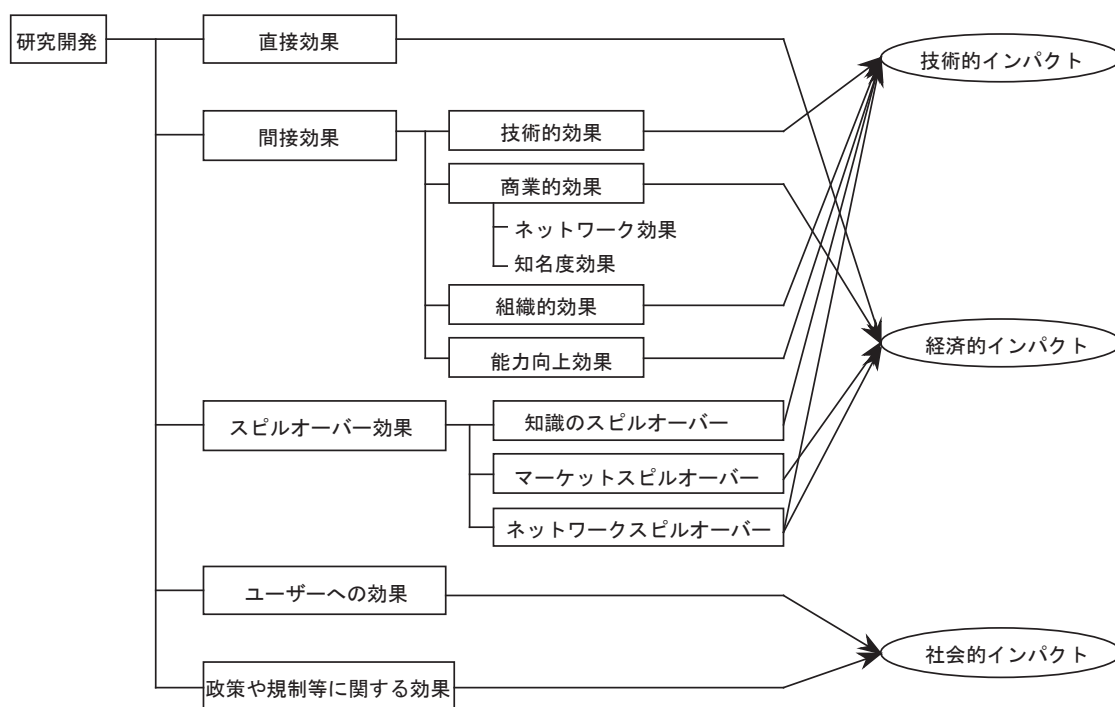 研究開発
直接効果
技術的インパクト
間接効果
技術的効果
商業的効果
ネットワーク効果
知名度効果
組織的効果
経済的インパクト
能力向上効果
スピルオーバー効果
知識のスピルオーバー
マーケットスピルオーバー
ネットワークスピルオーバー
ユーザーへの効果
社会的インパクト
政策や規制等に関する効果